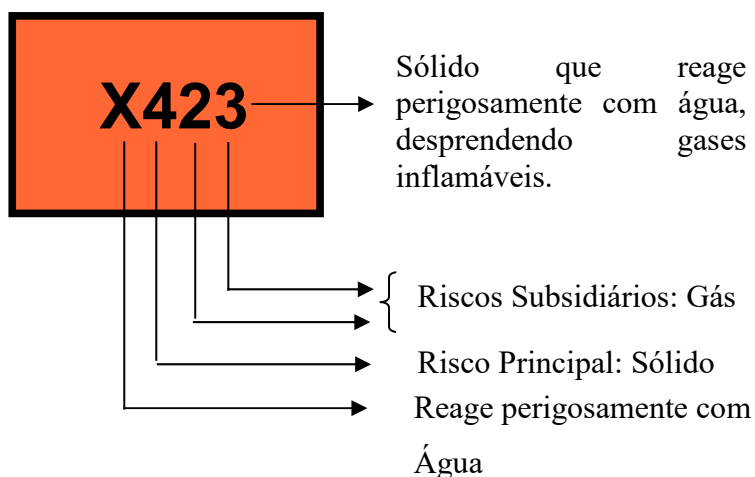 X423
Sólido que reage
perigosamente com água,
desprendendo gases
inflamáveis.
Riscos Subsidiários: Gás
Risco Principal: Sólido
Reage perigosamente com
Água